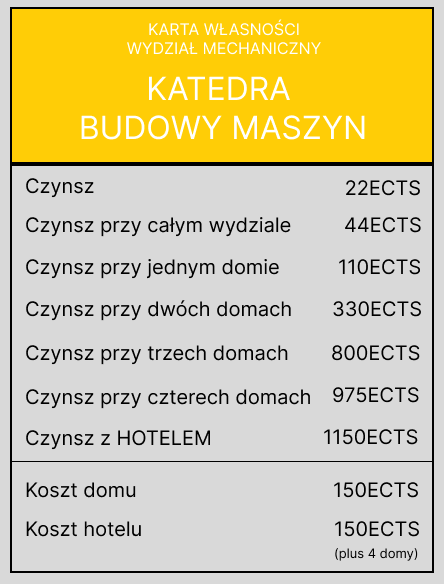 KARTA WŁASNOŚCI
WYDZIAŁ MECHANICZNY
KATEDRA
BUDOWY MASZYN
Czynsz 22ECTS
Czynsz przy całym wydziale 44ECTS
Czynsz przy jednym domie 110ECTS
Czynsz przy dwóch domach 330ECTS
Czynsz przy trzech domach 800ECTS
Czynsz przy czterech domach 975ECTS
Czynsz z HOTELEM 1150ECTS
Koszt domu 150ECTS
Koszt hotelu 150ECTS
(plus 4 domy)